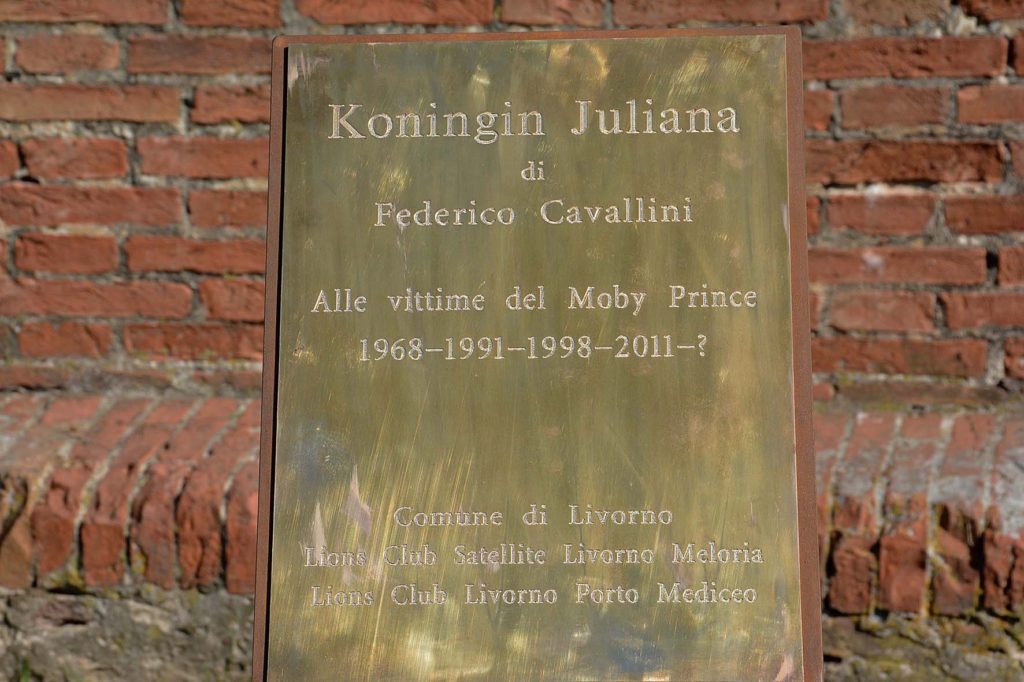 Koningin Juliana
di
Federico Cavallini
Alle vittime del Moby Prince
1968–1991–1998–2011–?
Comune di Livorno
Lions Club Satellite Livorno Meloria
Lions Club Livorno Porto Mediceo